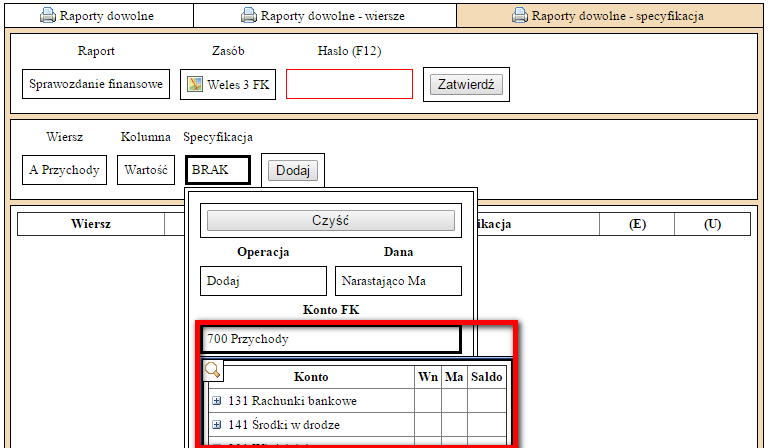 Raporty dowolne Raporty dowolne - wiersze Raporty dowolne - specyfikacja
Raport Zasób Hasło (F12)
Sprawozdanie finansowe Weles 3 FK Zatwierdź
Wiersz Kolumna Specyfikacja
A Przychody Wartość BRAK Dodaj
Wiersz ikacja (E) (U)
Czyść
Operacja Dana
Dodaj Narastająco Ma
Konto FK
700 Przychody
Konto Wn Ma Saldo
131 Rachunki bankowe
141 Środki w drodze